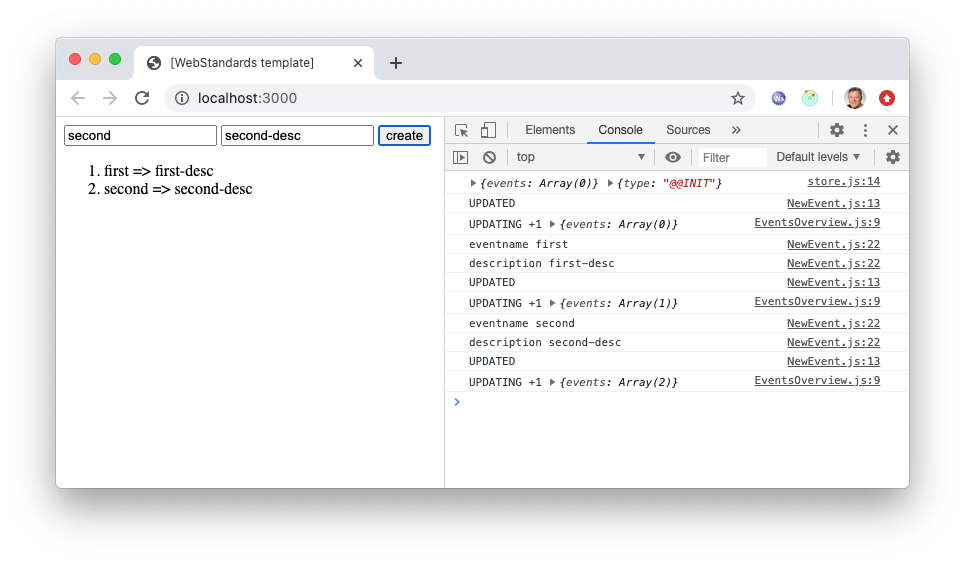 [WebStandards template]
localhost:3000
Ws
second second-desc create
1. first => first-desc
2. second => second-desc
Elements Console Sources »
top Filter Default levels
{events: Array(0)} {type: "@@INIT"} store.js:14
UPDATED NewEvent.js:13
UPDATING +1 {events: Array(0)} EventsOverview.js:9
eventname first NewEvent.js:22
description first-desc NewEvent.js:22
UPDATED NewEvent.js:13
UPDATING +1 {events: Array(1)} EventsOverview.js:9
eventname second NewEvent.js:22
description second-desc NewEvent.js:22
UPDATED NewEvent.js:13
UPDATING +1 {events: Array(2)} EventsOverview.js:9